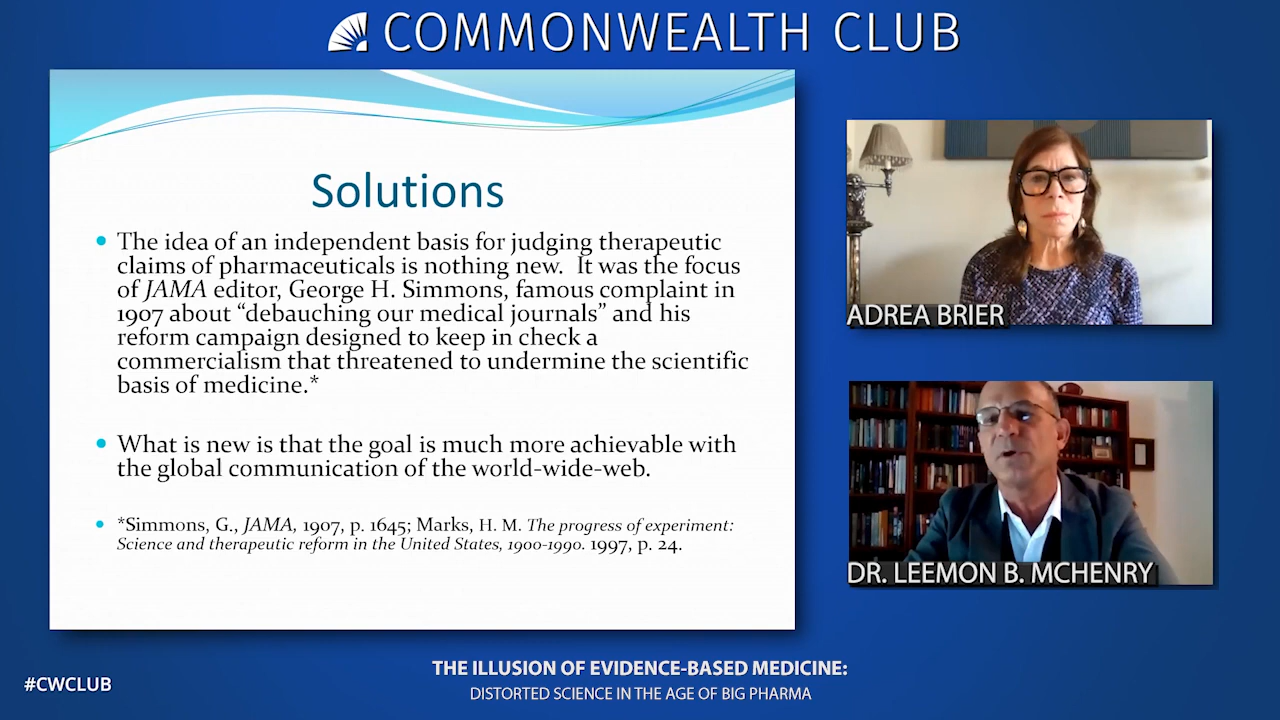 COMMONWEALTH CLUB
Solutions
The idea of an independent basis for judging therapeutic
claims of pharmaceuticals is nothing new. It was the focus
of JAMA editor, George H. Simmons, famous complaint in
1907 about “debauching our medical journals” and his
reform campaign designed to keep in check a
commercialism that threatened to undermine the scientific
basis of medicine.*
What is new is that the goal is much more achievable with
the global communication of the world-wide-web.
*Simmons, G., JAMA, 1907, p. 1645; Marks, H. M. The progress of experiment:
Science and therapeutic reform in the United States, 1900-1990. 1997, p. 24.
ADREA BRIER
DR. LEEMON B. MCHENRY
#CWCLUB
THE ILLUSION OF EVIDENCE-BASED MEDICINE:
DISTORTED SCIENCE IN THE AGE OF BIG PHARMA